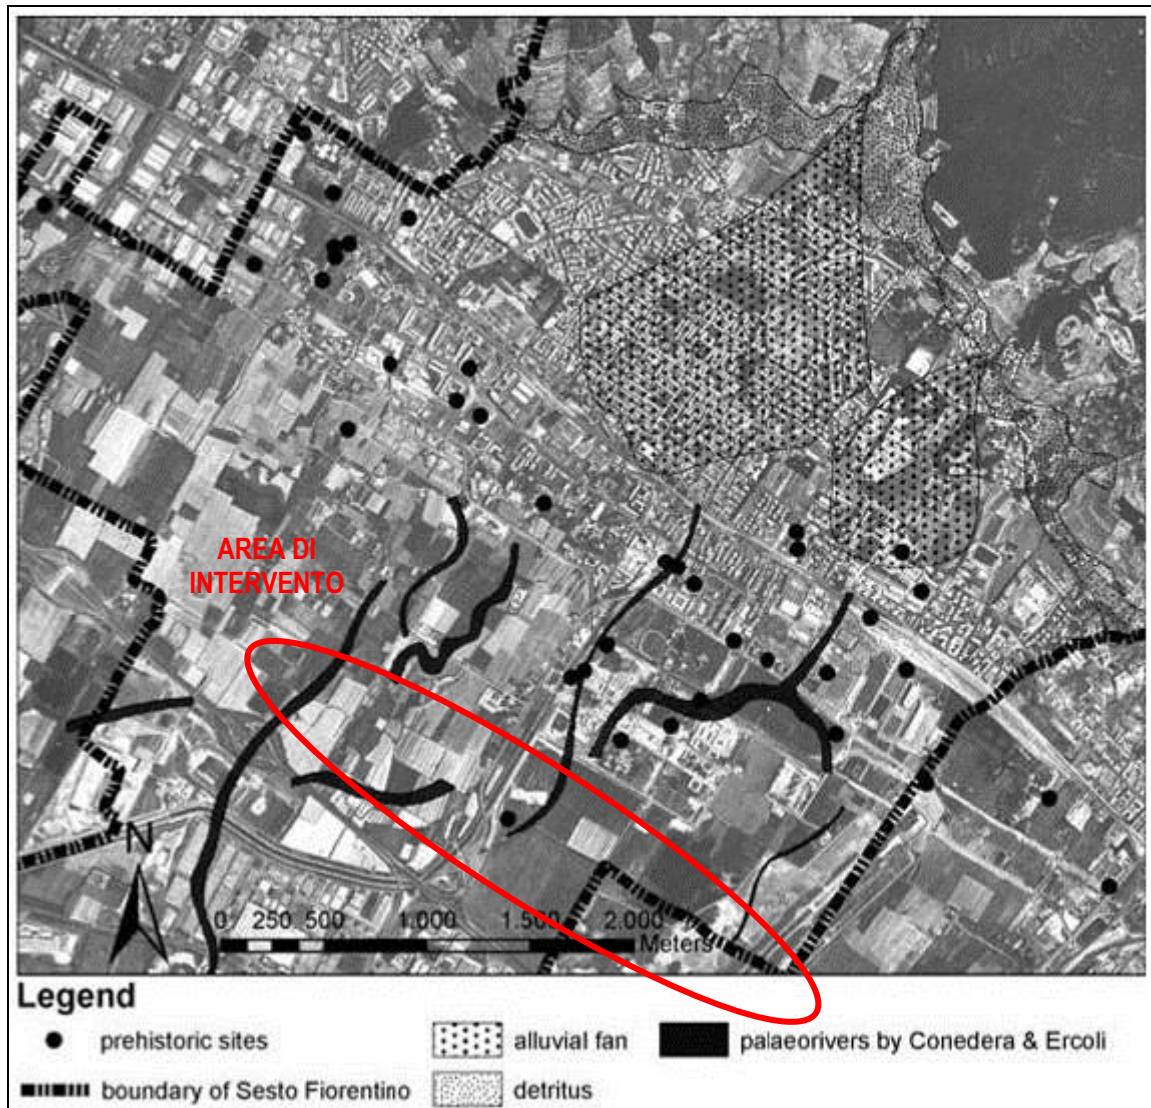 AREA DI
INTERVENTO
N
0 250 500 1.000 1.500 2.000
Meters
Legend
prehistoric sites
alluvial fan
palaeorivers by Conedera & Ercoli
boundary of Sesto Fiorentino
detritus